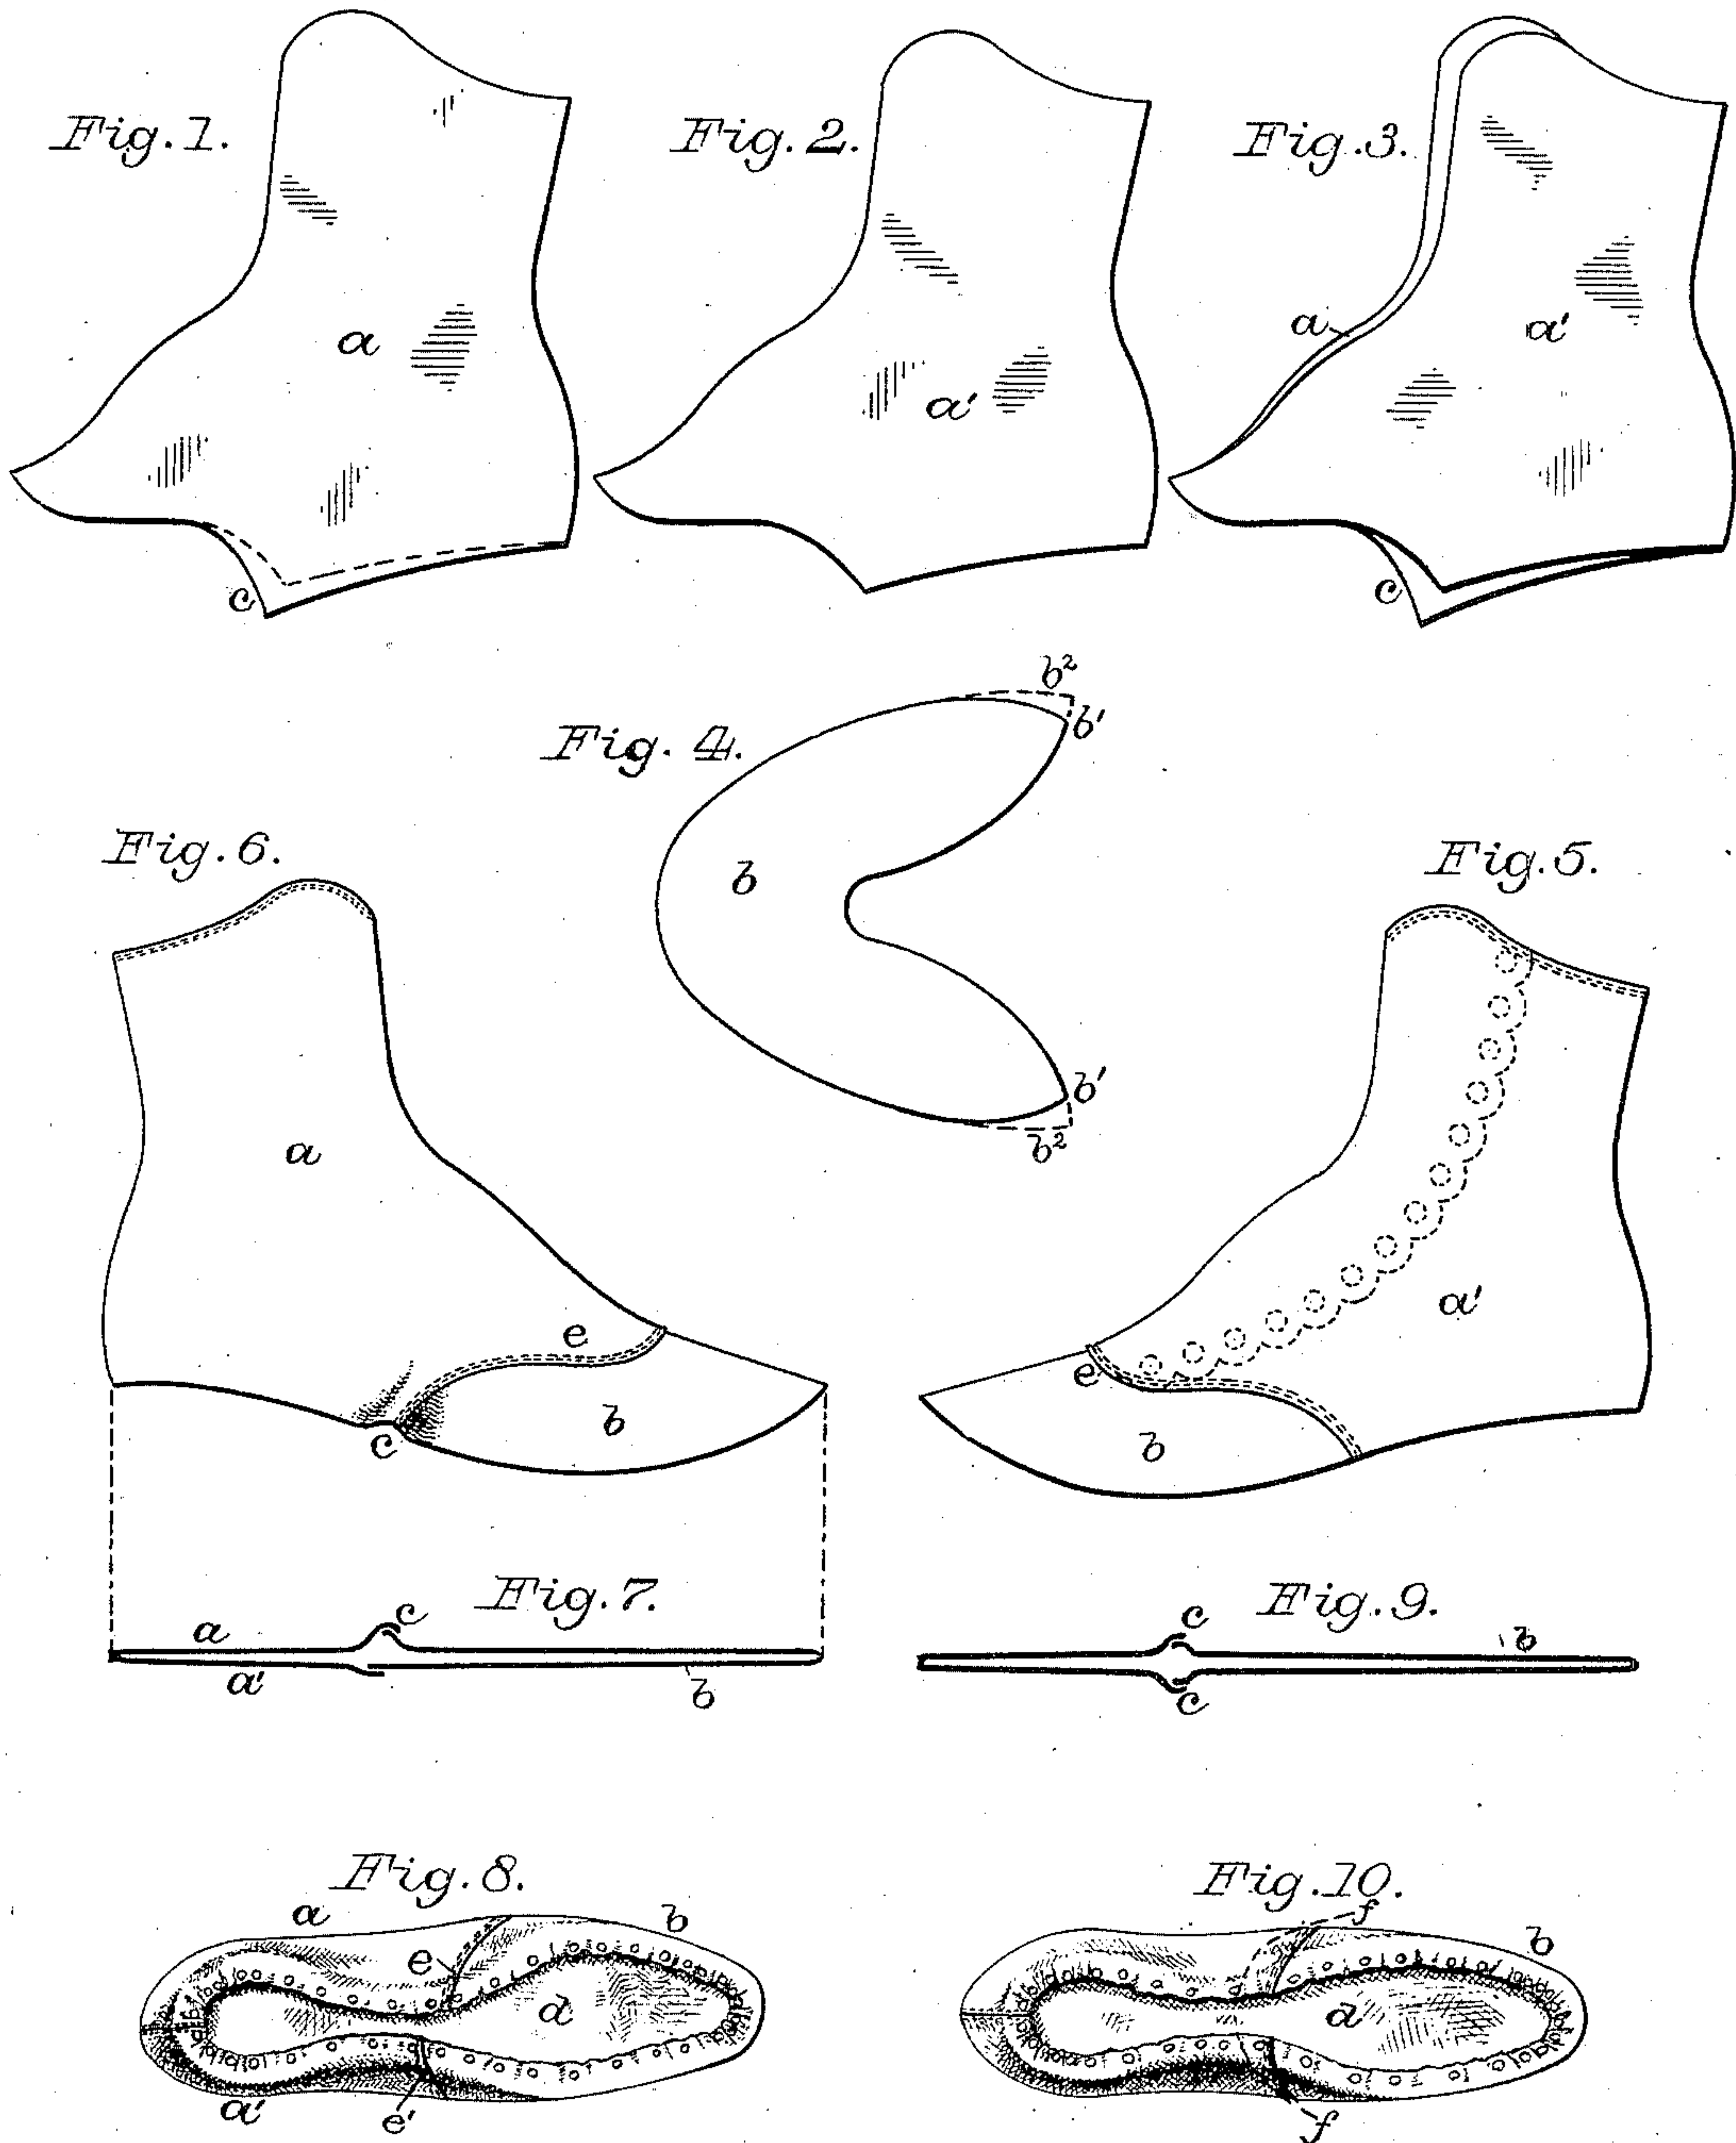 Fig. 1.
Fig. 2.
Fig. 3.
a
a'
a
a'
c
c
Fig. 4.
b²
b'
b
b'
b²
Fig. 6.
Fig. 5.
a
e
b
c
a'
e
b
Fig. 7.
a
c
a'
b
Fig. 9.
c
b
c
Fig. 8.
a
b
e
d
a'
e'
Fig. 10.
f
b
d
f